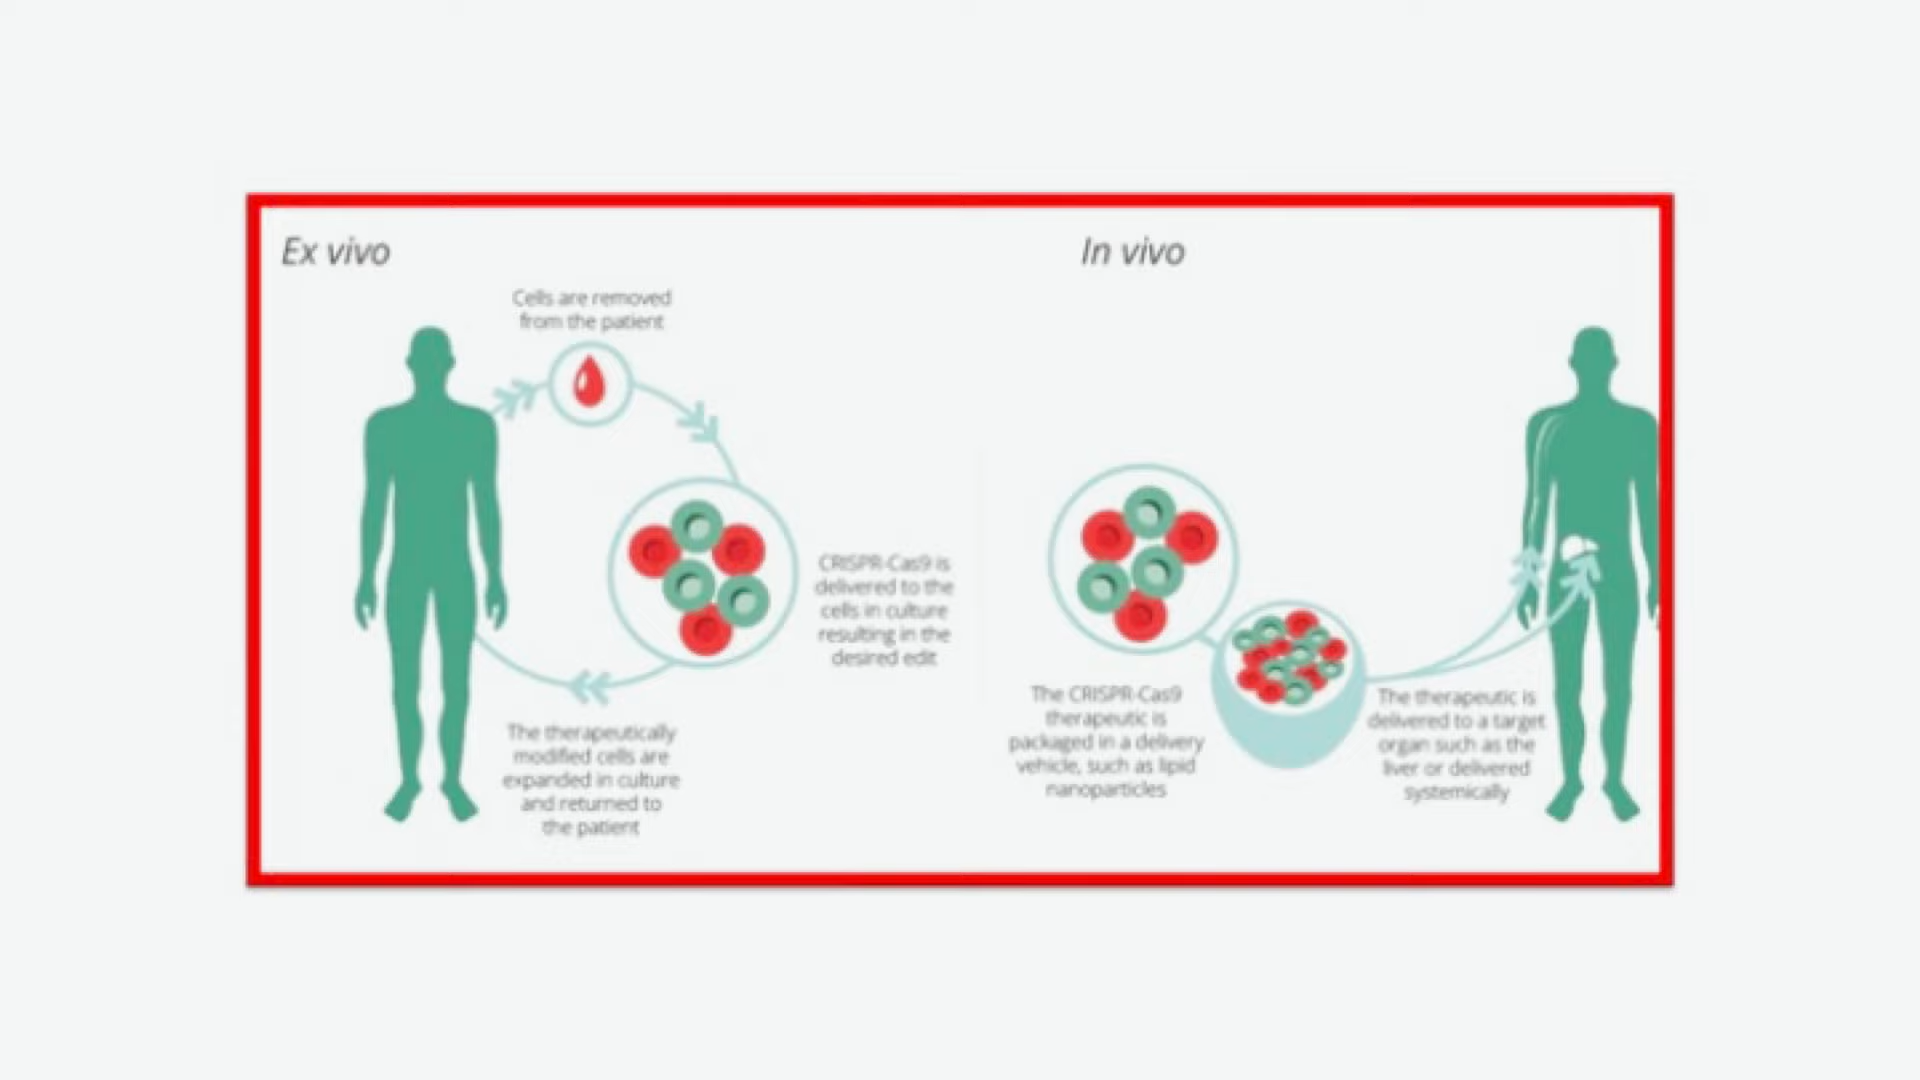 Ex vivo
Cells are removed
from the patient
CRISPR-Cas9 is
delivered to the
cells in culture
resulting in the
desired edit
The therapeutically
modified cells are
expanded in culture
and returned to
the patient
In vivo
The CRISPR-Cas9
therapeutic is
packaged in a delivery
vehicle, such as lipid
nanoparticles
The therapeutic is
delivered to a target
organ such as the
liver or delivered
systemically